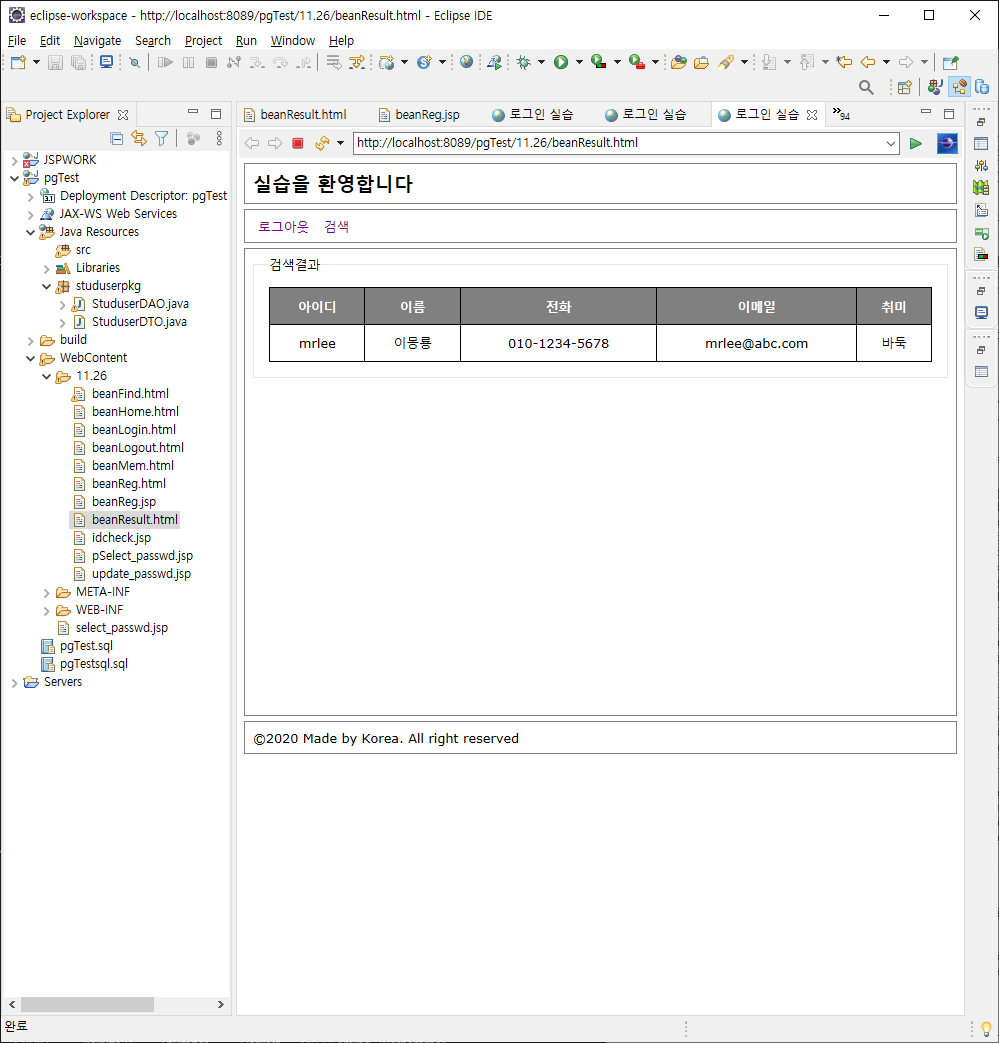 eclipse-workspace - http://localhost:8089/pgTest/11.26/beanResult.html - Eclipse IDE
File Edit Navigate Search Project Run Window Help
Project Explorer
JSPWORK
pgTest
Deployment Descriptor: pgTest
JAX-WS Web Services
Java Resources
src
Libraries
studuserpkg
StuduserDAO.java
StuduserDTO.java
build
WebContent
11.26
beanFind.html
beanHome.html
beanLogin.html
beanLogout.html
beanMem.html
beanReg.html
beanReg.jsp
beanResult.html
idcheck.jsp
pSelect_passwd.jsp
update_passwd.jsp
META-INF
WEB-INF
select_passwd.jsp
pgTest.sql
pgTestsql.sql
Servers
beanResult.html beanReg.jsp 로그인 실습 로그인 실습 로그인 실습 94
http://localhost:8089/pgTest/11.26/beanResult.html
실습을 환영합니다
로그아웃 검색
검색결과
아이디 이름 전화 이메일 취미
mrlee 이몽룡 010-1234-5678 mrlee@abc.com 바둑
©2020 Made by Korea. All right reserved
완료